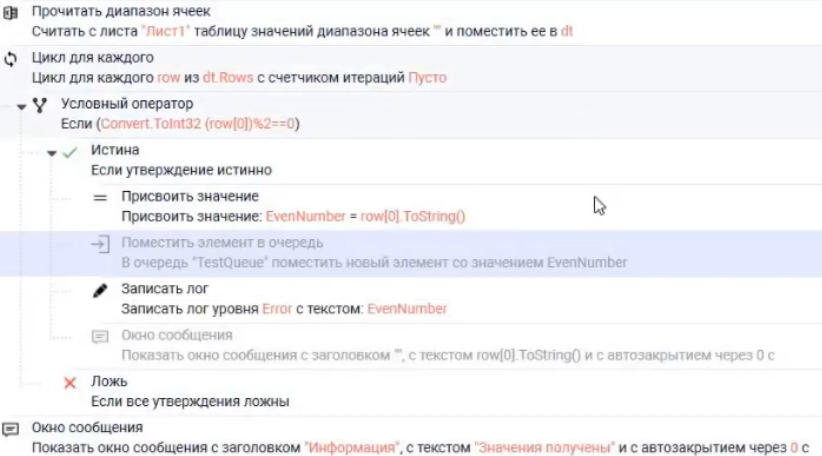 Прочитать диапазон ячеек
Считать с листа "Лист1" таблицу значений диапазона ячеек "" и поместить ее в dt
Цикл для каждого
Цикл для каждого row из dt.Rows с счетчиком итераций Пусто
Условный оператор
Если (Convert.ToInt32 (row[0])%2==0)
Истина
Если утверждение истинно
Присвоить значение
Присвоить значение: EvenNumber = row[0].ToString()
Поместить элемент в очередь
В очередь "TestQueue" поместить новый элемент со значением EvenNumber
Записать лог
Записать лог уровня Error с текстом: EvenNumber
Окно сообщения
Показать окно сообщения с заголовком "", с текстом row[0].ToString() и с автозакрытием через 0 с
Ложь
Если все утверждения ложны
Окно сообщения
Показать окно сообщения с заголовком "Информация", с текстом "Значения получены" и с автозакрытием через 0 с